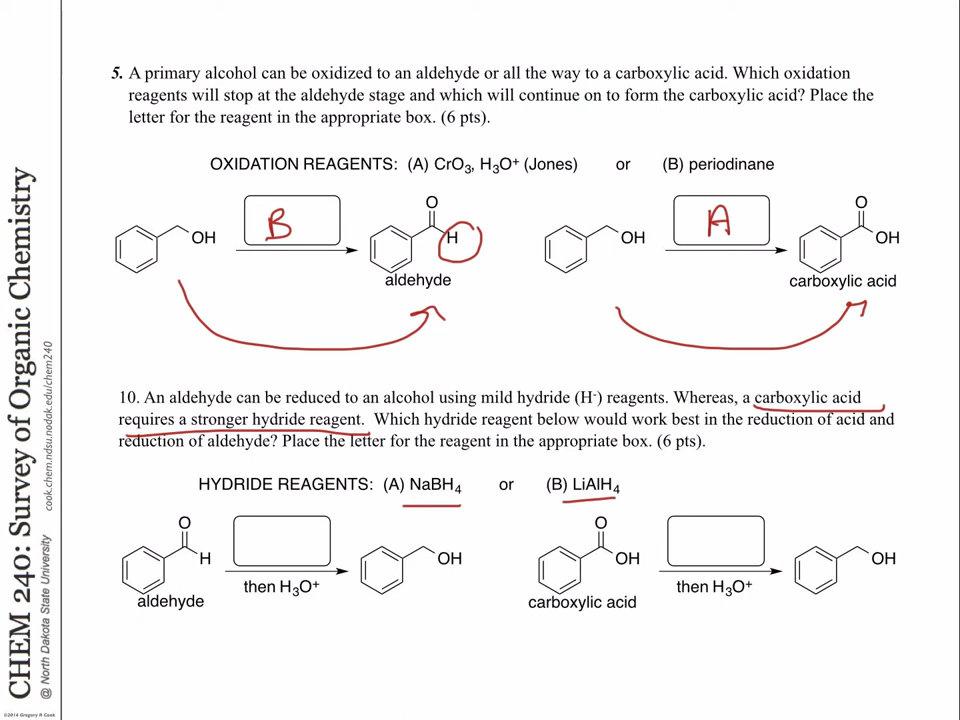 CHEM 240: Survey of Organic Chemistry
@ North Dakota State University cook.chem.ndsu.nodak.edu/chem240
©2014 Gregory R Cook
5. A primary alcohol can be oxidized to an aldehyde or all the way to a carboxylic acid. Which oxidation
reagents will stop at the aldehyde stage and which will continue on to form the carboxylic acid? Place the
letter for the reagent in the appropriate box. (6 pts).
OXIDATION REAGENTS: (A) CrO₃, H₃O⁺ (Jones) or (B) periodinane
B A
OH O H OH O OH
aldehyde carboxylic acid
10. An aldehyde can be reduced to an alcohol using mild hydride (H⁻) reagents. Whereas, a carboxylic acid
requires a stronger hydride reagent. Which hydride reagent below would work best in the reduction of acid and
reduction of aldehyde? Place the letter for the reagent in the appropriate box. (6 pts).
HYDRIDE REAGENTS: (A) NaBH₄ or (B) LiAlH₄
O H OH O OH OH
then H₃O⁺ then H₃O⁺
aldehyde carboxylic acid